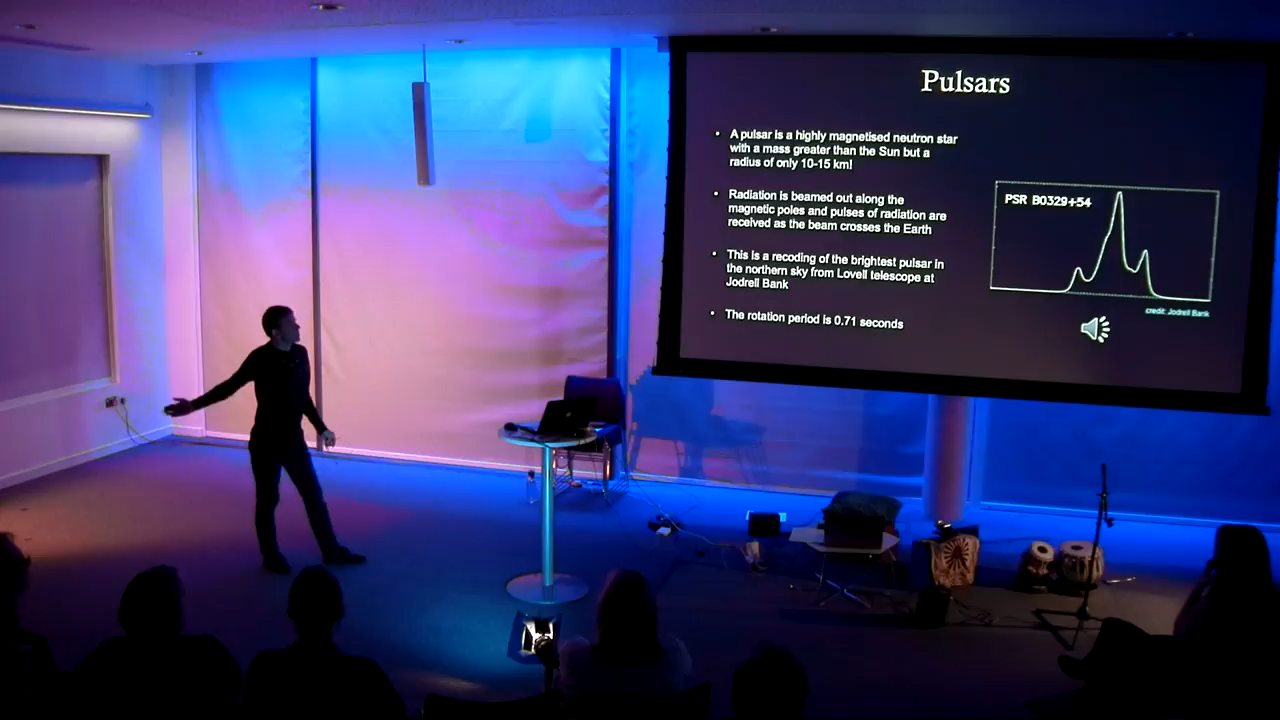 Pulsars
• A pulsar is a highly magnetised neutron star
with a mass greater than the Sun but a
radius of only 10-15 km!
• Radiation is beamed out along the
magnetic poles and pulses of radiation are
received as the beam crosses the Earth
• This is a recoding of the brightest pulsar in
the northern sky from Lovell telescope at
Jodrell Bank
• The rotation period is 0.71 seconds
PSR B0329+54
credit: Jodrell Bank